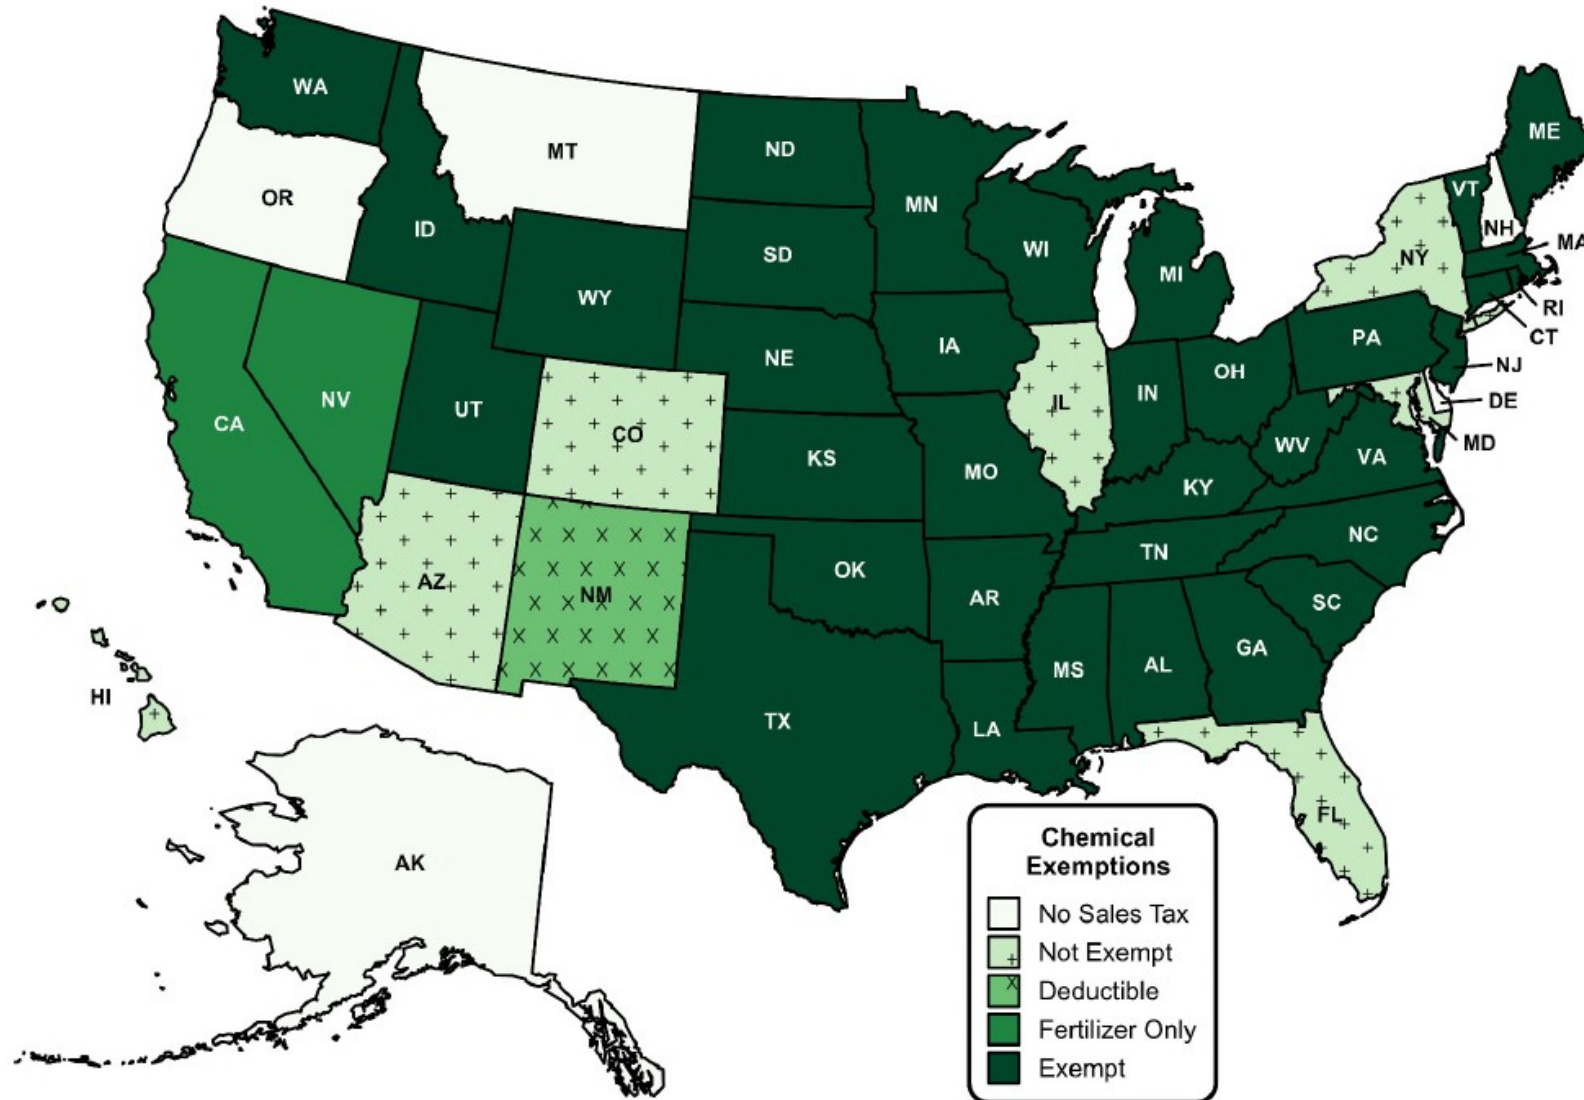 WA
MT
ND
ME
OR
ID
MN
VT
NH
MA
SD
WI
MI
NY
WY
RI
CT
IA
NE
PA
NJ
OH
IN
DE
NV
UT
CA
CO
IL
MD
WV
VA
KS
MO
KY
NC
TN
OK
AZ
NM
AR
SC
GA
MS
AL
HI
TX
LA
FL
AK
Chemical
Exemptions
No Sales Tax
Not Exempt
Deductible
Fertilizer Only
Exempt